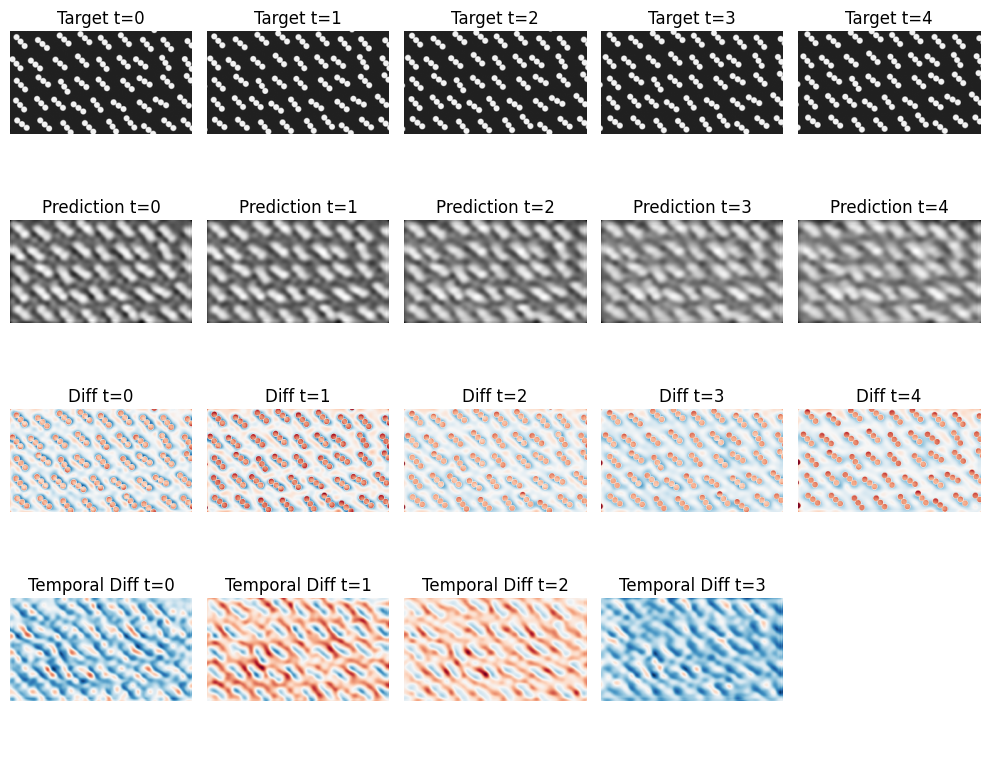 Target t=0 Target t=1 Target t=2 Target t=3 Target t=4
Prediction t=0 Prediction t=1 Prediction t=2 Prediction t=3 Prediction t=4
Diff t=0 Diff t=1 Diff t=2 Diff t=3 Diff t=4
Temporal Diff t=0 Temporal Diff t=1 Temporal Diff t=2 Temporal Diff t=3